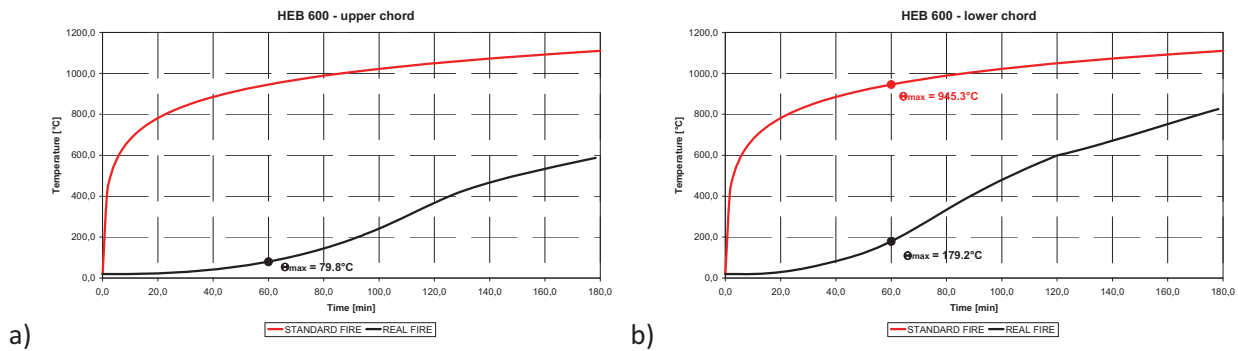 HEB 600 - upper chord
1200,0
1000,0
800,0
600,0
400,0
200,0
0,0
Temperature [°C]
Θmax = 79.8°C
0,0 20,0 40,0 60,0 80,0 100,0 120,0 140,0 160,0 180,0
Time [min]
STANDARD FIRE REAL FIRE
a)
HEB 600 - lower chord
1200,0
1000,0
800,0
600,0
400,0
200,0
0,0
Temperature [°C]
Θmax = 945.3°C
Θmax = 179.2°C
0,0 20,0 40,0 60,0 80,0 100,0 120,0 140,0 160,0 180,0
Time [min]
STANDARD FIRE REAL FIRE
b)